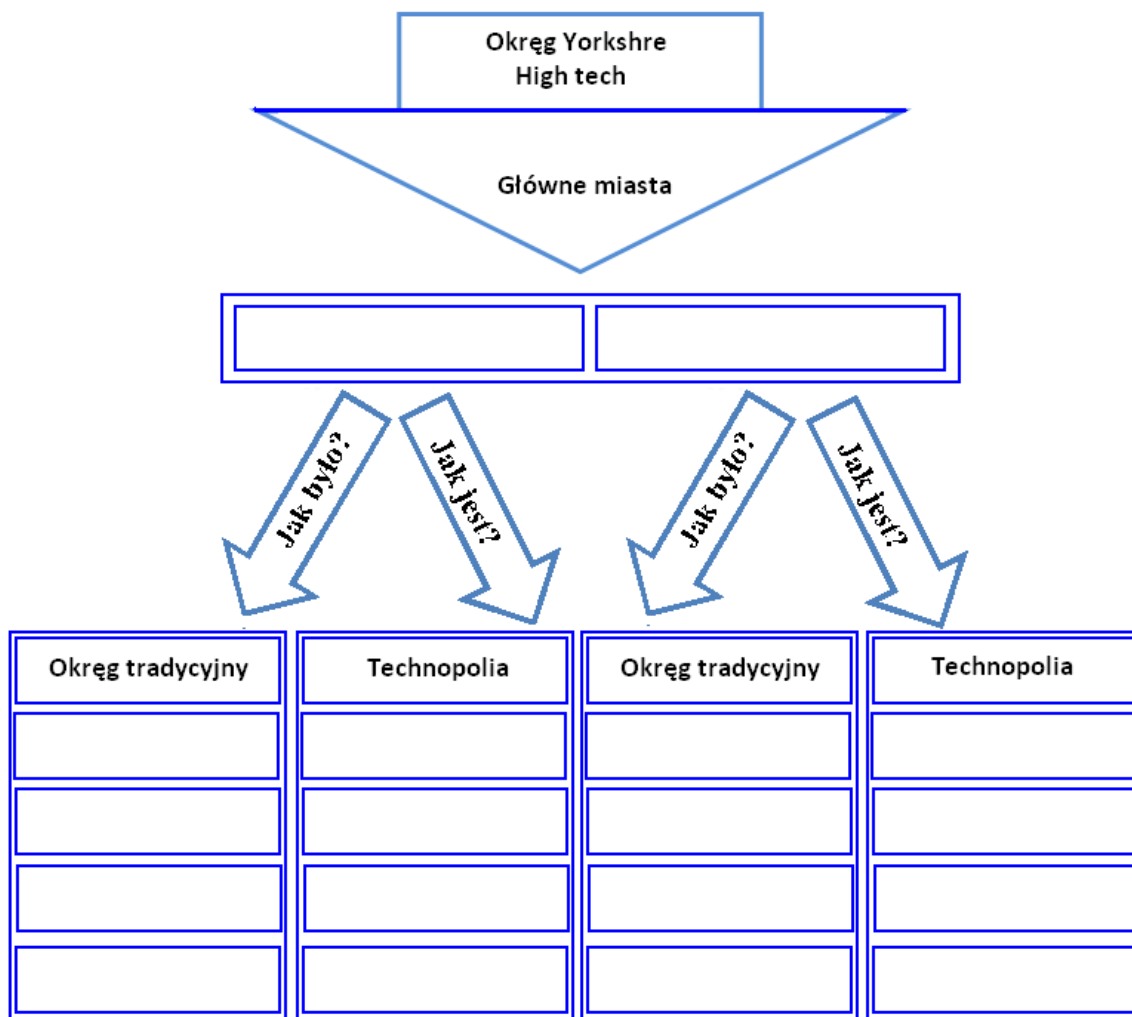 Okręg Yorkshre
High tech
Główne miasta
Jak było?
Jak jest?
Jak było?
Jak jest?
Okręg tradycyjny
Technopolia
Okręg tradycyjny
Technopolia